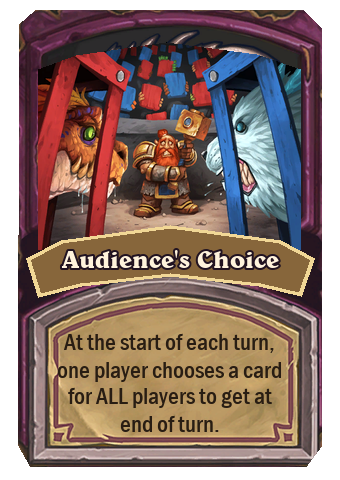 Audience's Choice
At the start of each turn,
one player chooses a card
for ALL players to get at
end of turn.